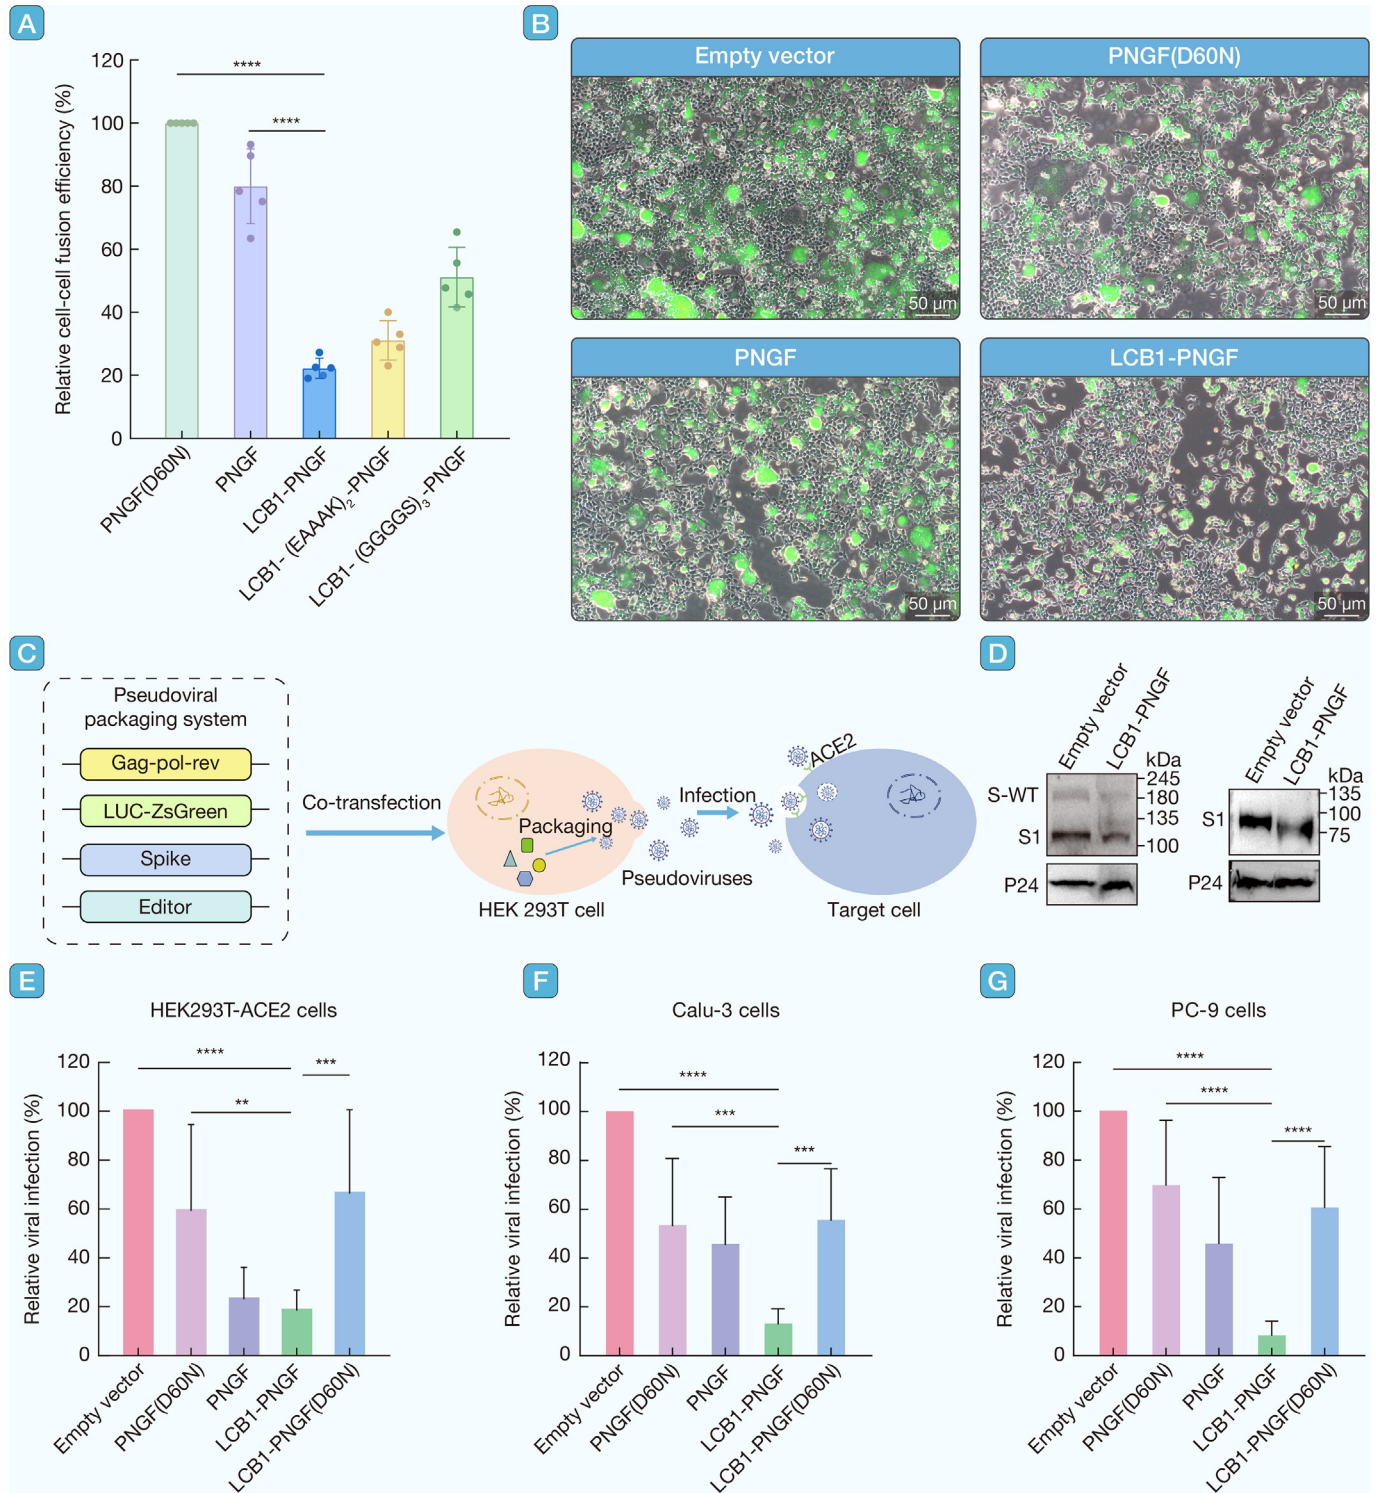 A
Relative cell-cell fusion efficiency (%)
120
100
80
60
40
20
0
****
****
PNGF(D60N)
PNGF
LCB1-PNGF
LCB1- (EAAAK)2-PNGF
LCB1- (GGGGS)3-PNGF
B
Empty vector
50 µm
PNGF(D60N)
50 µm
PNGF
50 µm
LCB1-PNGF
50 µm
C
Pseudoviral
packaging system
Gag-pol-rev
LUC-ZsGreen
Spike
Editor
Co-transfection
Packaging
HEK 293T cell
Pseudoviruses
Infection
ACE2
Target cell
D
Empty vector
LCB1-PNGF
kDa
S-WT
S1
P24
245
180
135
100
Empty vector
LCB1-PNGF
kDa
S1
P24
135
100
75
E
HEK293T-ACE2 cells
Relative viral infection (%)
120
100
80
60
40
20
0
****
***
**
Empty vector
PNGF(D60N)
PNGF
LCB1-PNGF
LCB1-PNGF(D60N)
F
Calu-3 cells
Relative viral infection (%)
120
100
80
60
40
20
0
****
***
***
Empty vector
PNGF(D60N)
PNGF
LCB1-PNGF
LCB1-PNGF(D60N)
G
PC-9 cells
Relative viral infection (%)
120
100
80
60
40
20
0
****
****
****
Empty vector
PNGF(D60N)
PNGF
LCB1-PNGF
LCB1-PNGF(D60N)